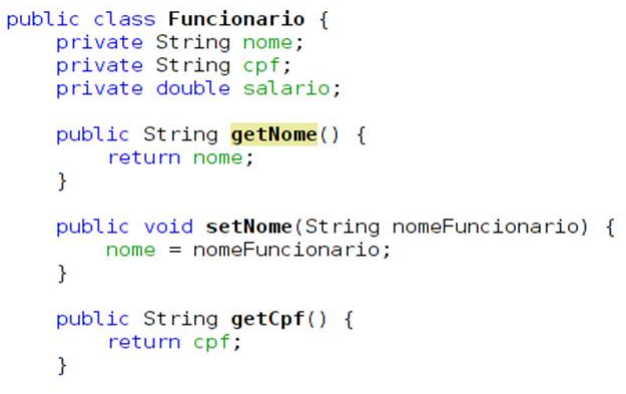 public class Funcionario {
    private String nome;
    private String cpf;
    private double salario;

    public String getNome() {
        return nome;
    }

    public void setNome(String nomeFuncionario) {
        nome = nomeFuncionario;
    }

    public String getCpf() {
        return cpf;
    }